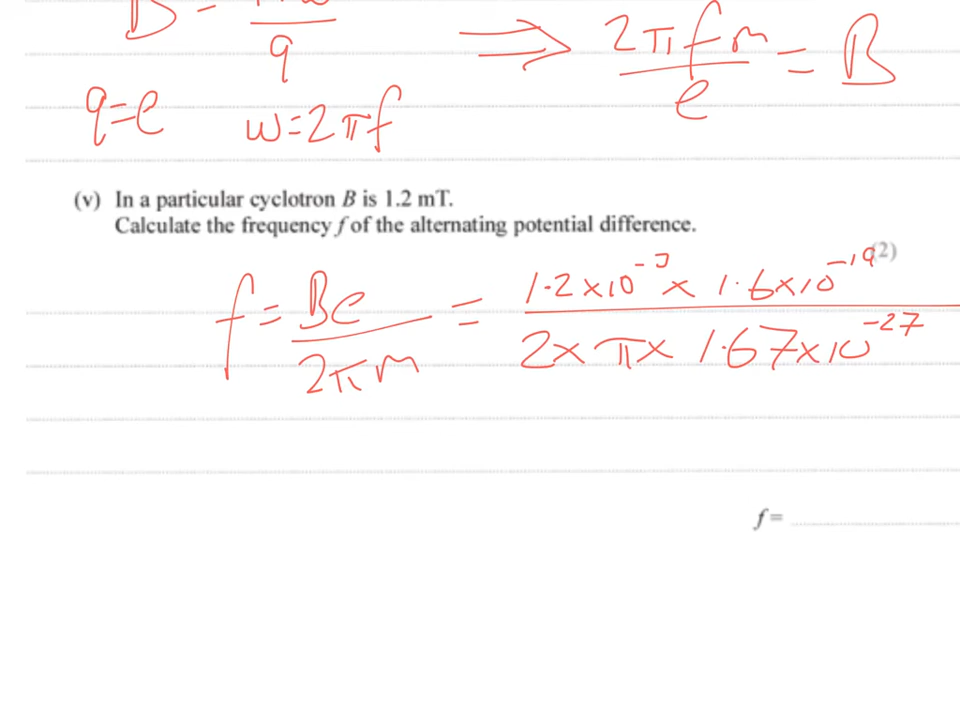 B =
q
⇒ 2πfm / e = B
q=e  w=2πf
(v) In a particular cyclotron B is 1.2 mT.
Calculate the frequency f of the alternating potential difference.
(2)
f = Be / 2πm = 1.2×10⁻³ × 1.6×10⁻¹⁹ / 2×π× 1.67×10⁻²⁷
f =